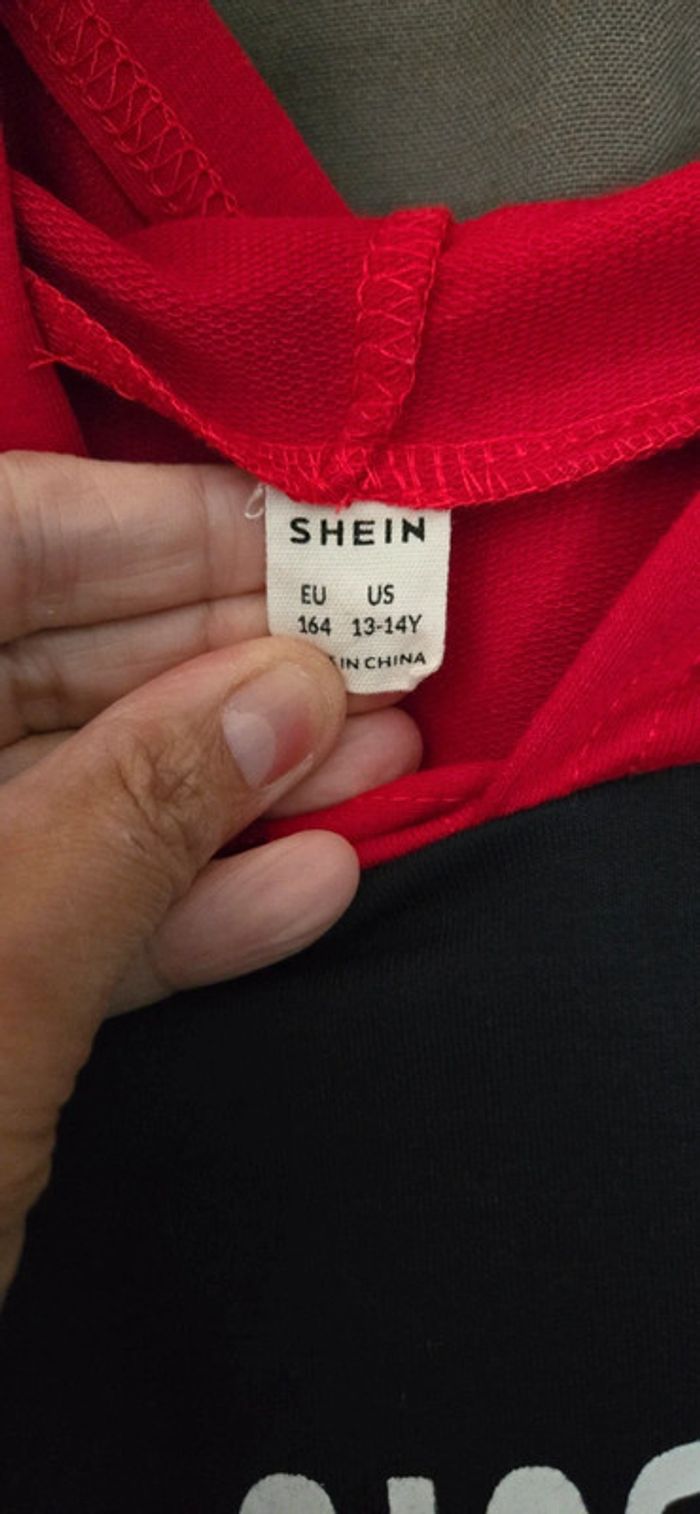 SHEIN
EU US
164 13-14Y
IN CHINA